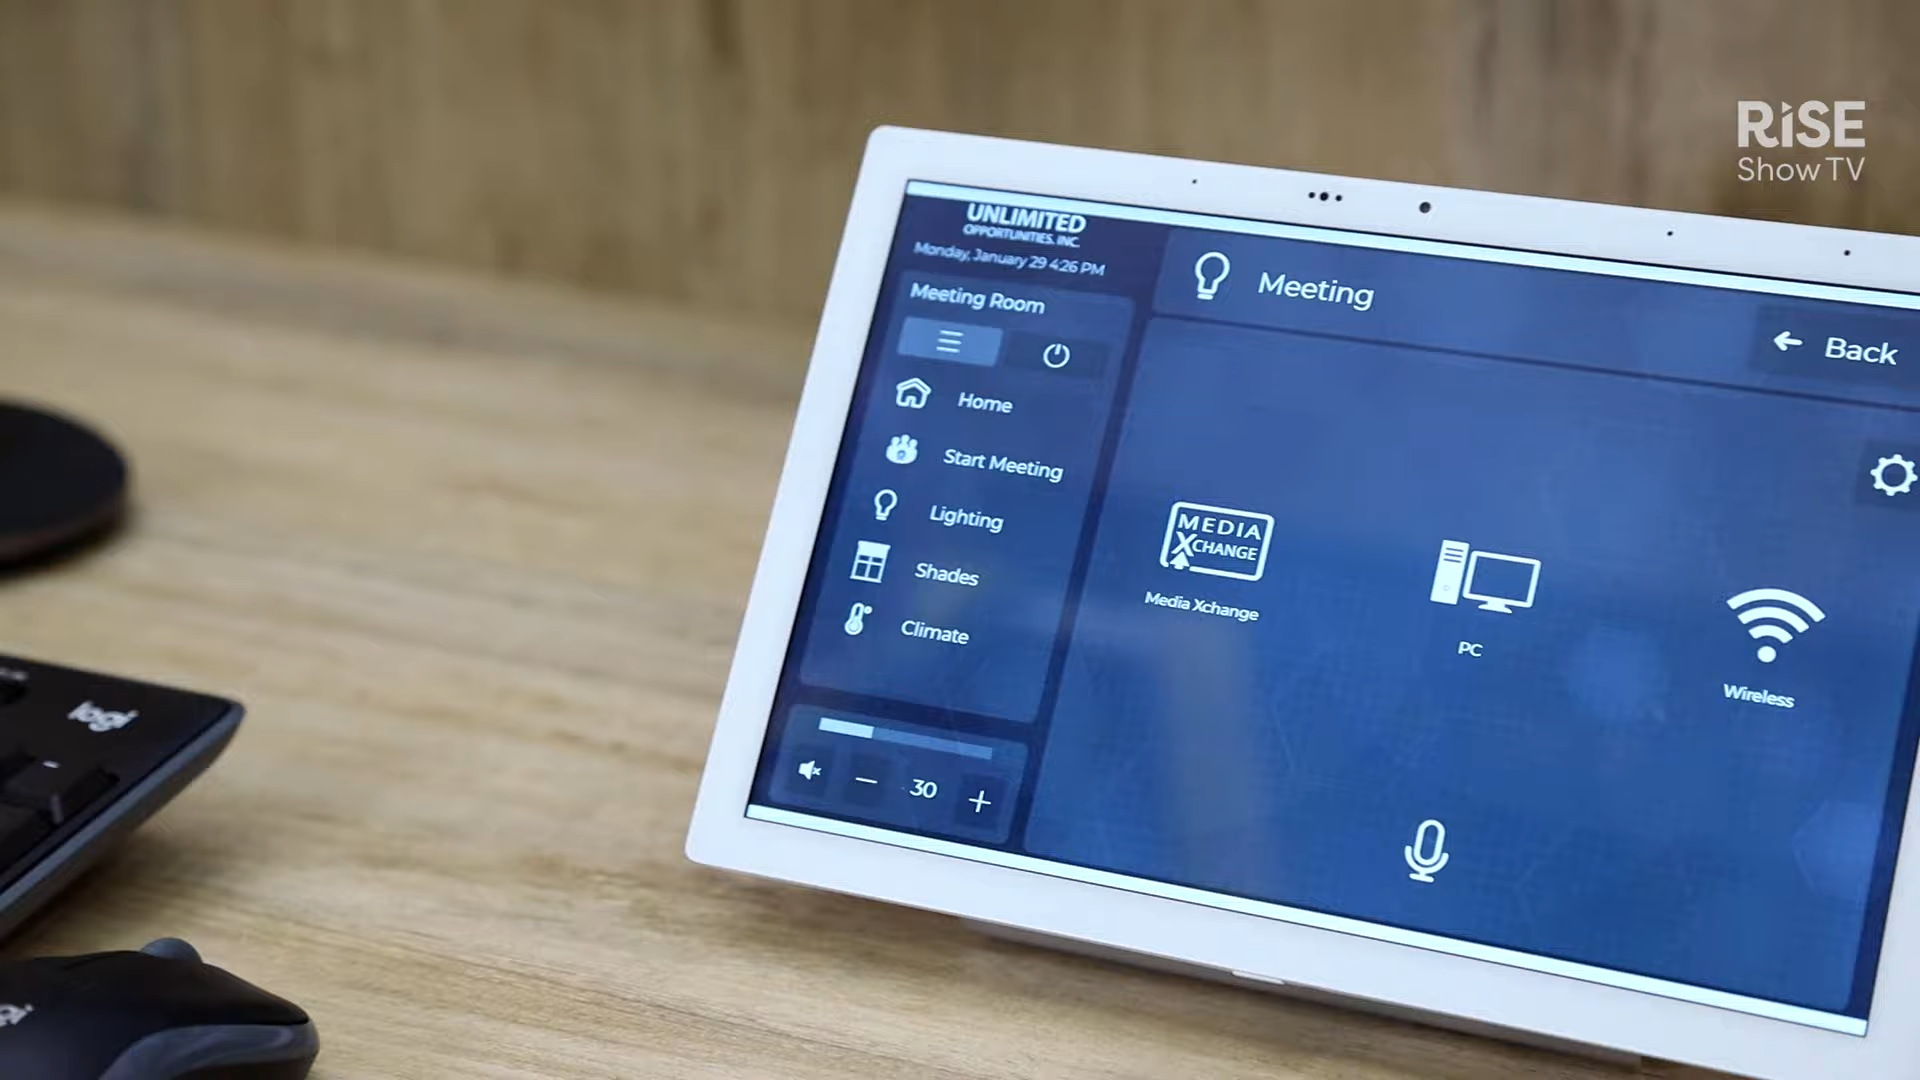 RiSE
Show TV
UNLIMITED
OPPORTUNITIES, INC.
Monday, January 29 4:26 PM
Meeting Room
Home
Start Meeting
Lighting
Shades
Climate
30
Meeting
Back
MEDIA
XCHANGE
Media Xchange
PC
Wireless
logi